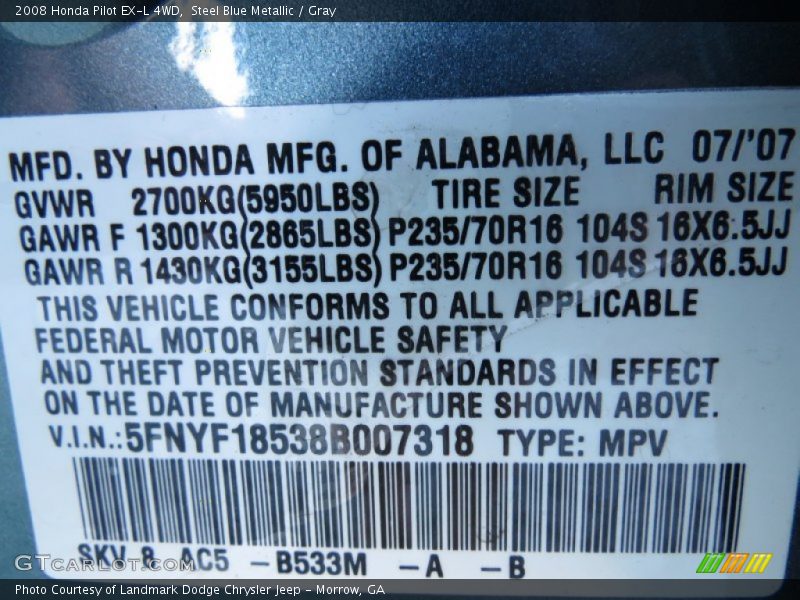 2008 Honda Pilot EX-L 4WD, Steel Blue Metallic / Gray
MFD. BY HONDA MFG. OF ALABAMA, LLC 07/'07
GVWR 2700KG(5950LBS) TIRE SIZE RIM SIZE
GAWR F 1300KG(2865LBS) P235/70R16 104S 16X6.5JJ
GAWR R 1430KG(3155LBS) P235/70R16 104S 16X6.5JJ
THIS VEHICLE CONFORMS TO ALL APPLICABLE
FEDERAL MOTOR VEHICLE SAFETY
AND THEFT PREVENTION STANDARDS IN EFFECT
ON THE DATE OF MANUFACTURE SHOWN ABOVE.
V.I.N.:5FNYF18538B007318 TYPE: MPV
SKV 8 AC5 -B533M -A -B
GTCarLot.com
Photo Courtesy of Landmark Dodge Chrysler Jeep - Morrow, GA